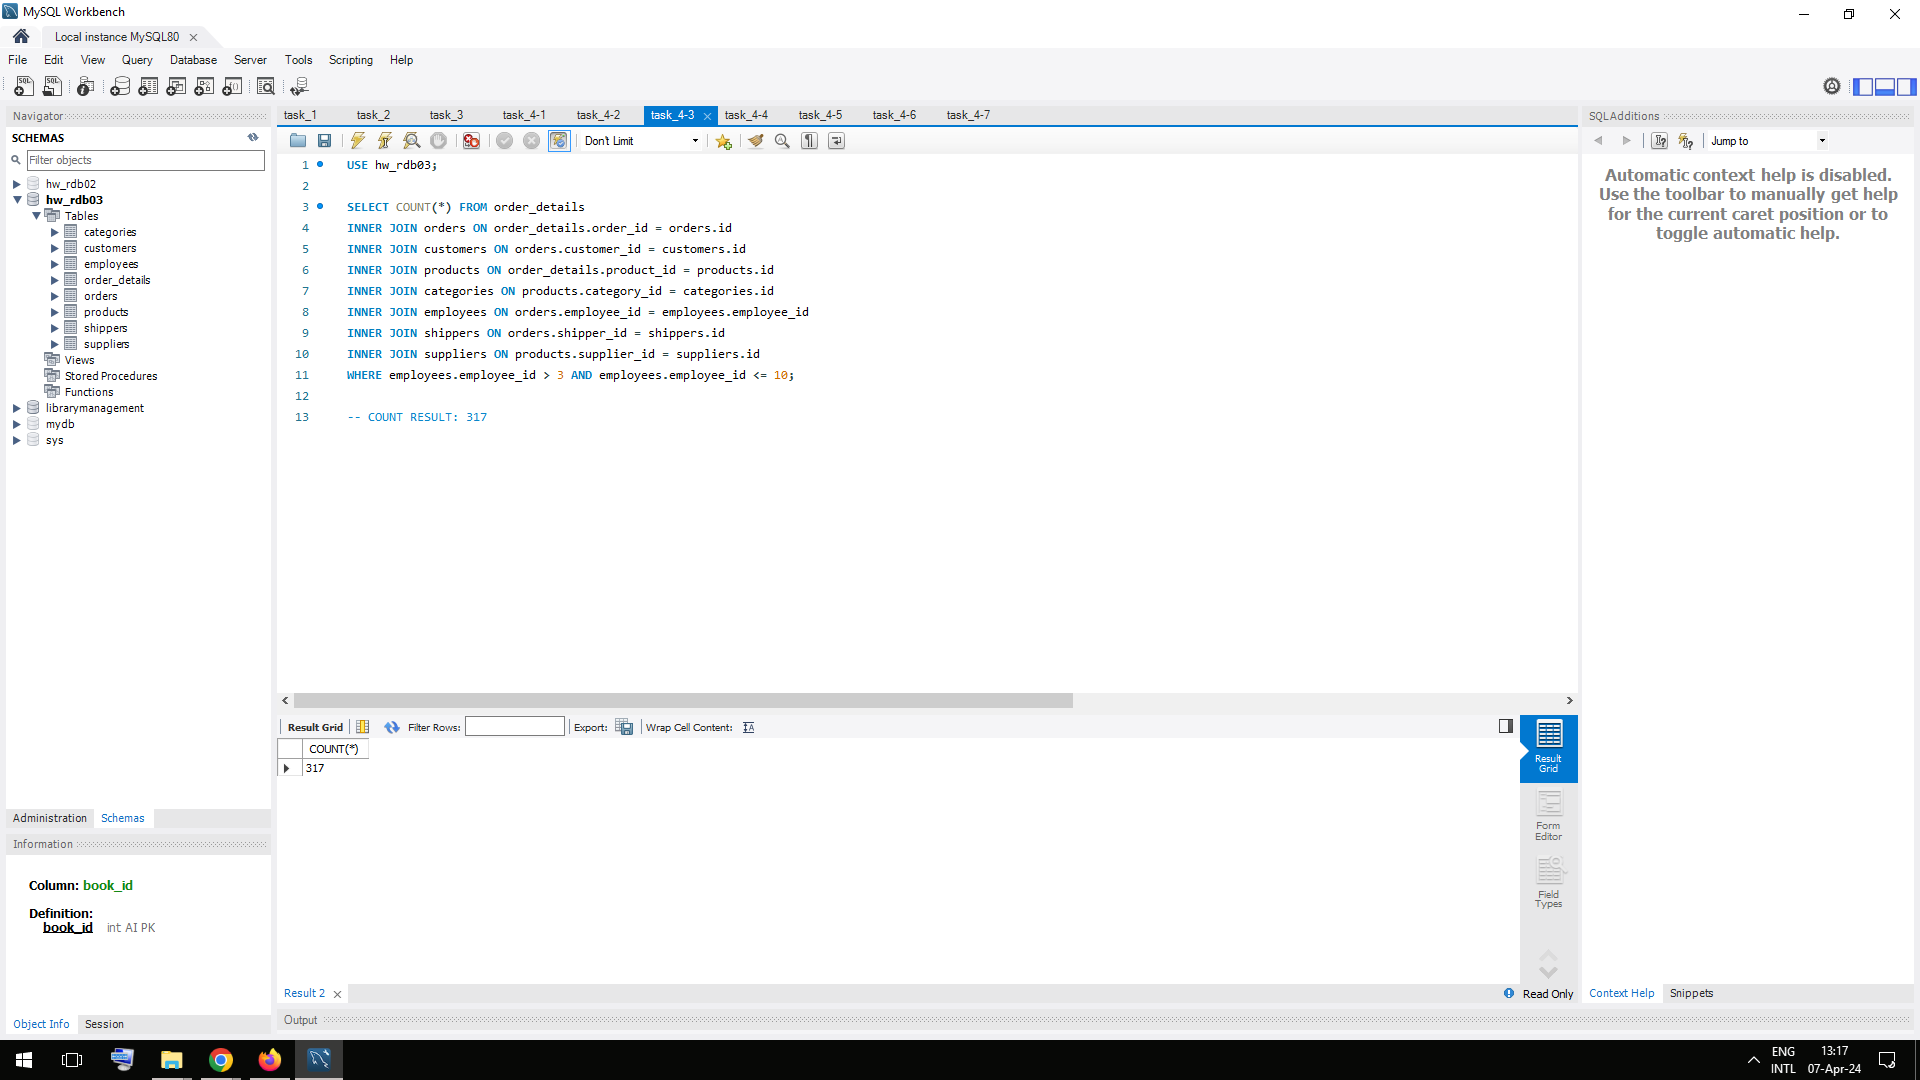 MySQL Workbench
Local instance MySQL80
File Edit View Query Database Server Tools Scripting Help
Navigator
SCHEMAS
Filter objects
hw_rdb02
hw_rdb03
Tables
categories
customers
employees
order_details
orders
products
shippers
suppliers
Views
Stored Procedures
Functions
librarymanagement
mydb
sys
Administration Schemas
Information
Column: book_id
Definition:
book_id int AI PK
Object Info Session
task_1 task_2 task_3 task_4-1 task_4-2 task_4-3 task_4-4 task_4-5 task_4-6 task_4-7
Don't Limit
1 USE hw_rdb03;
2
3 SELECT COUNT(*) FROM order_details
4 INNER JOIN orders ON order_details.order_id = orders.id
5 INNER JOIN customers ON orders.customer_id = customers.id
6 INNER JOIN products ON order_details.product_id = products.id
7 INNER JOIN categories ON products.category_id = categories.id
8 INNER JOIN employees ON orders.employee_id = employees.employee_id
9 INNER JOIN shippers ON orders.shipper_id = shippers.id
10 INNER JOIN suppliers ON products.supplier_id = suppliers.id
11 WHERE employees.employee_id > 3 AND employees.employee_id <= 10;
12
13 -- COUNT RESULT: 317
Result Grid Filter Rows: Export: Wrap Cell Content:
COUNT(*)
317
Result Grid
Form Editor
Field Types
Result 2
Read Only
Output
SQLAdditions
Jump to
Automatic context help is disabled.
Use the toolbar to manually get help
for the current caret position or to
toggle automatic help.
Context Help Snippets
ENG
INTL
13:17
07-Apr-24